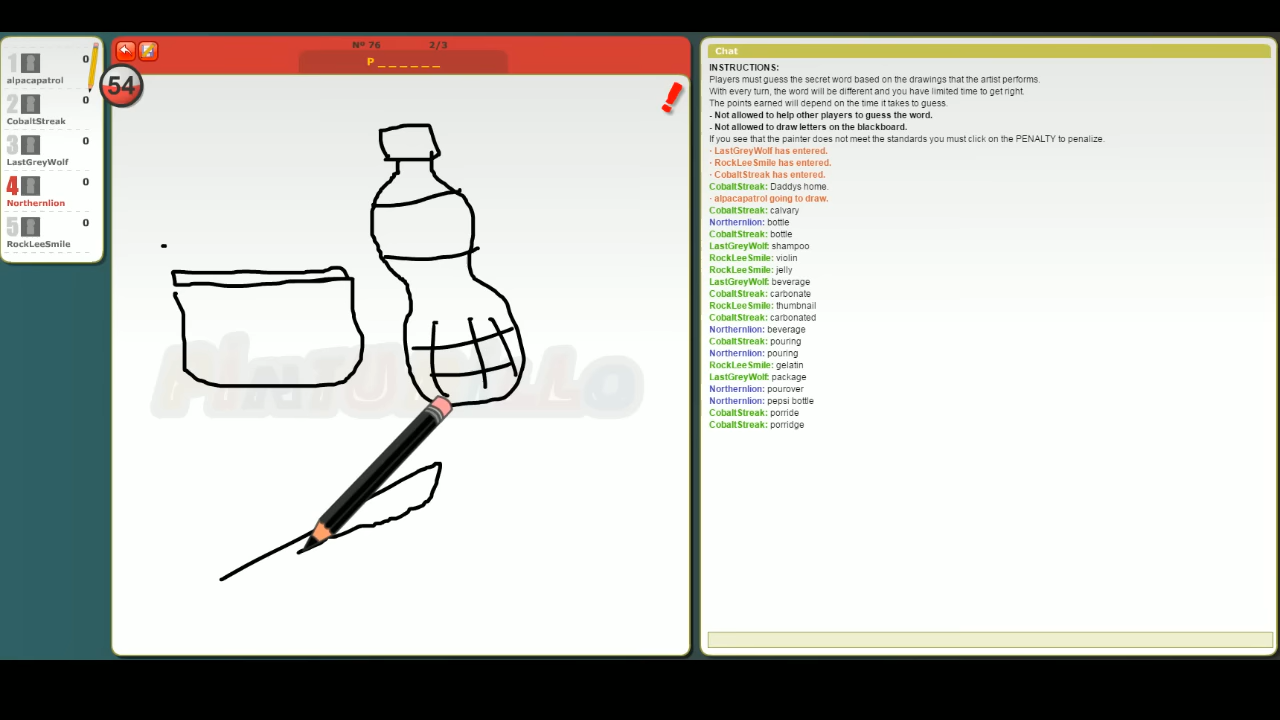 Nº 76 2/3
P _ _ _ _ _ _
54
1 0
alpacapatrol
2 0
CobaltStreak
3 0
LastGreyWolf
4 0
Northernlion
5 0
RockLeeSmile
Chat
INSTRUCTIONS:
Players must guess the secret word based on the drawings that the artist performs.
With every turn, the word will be different and you have limited time to get right.
The points earned will depend on the time it takes to guess.
- Not allowed to help other players to guess the word.
- Not allowed to draw letters on the blackboard.
If you see that the painter does not meet the standards you must click on the PENALTY to penalize.
· LastGreyWolf has entered.
· RockLeeSmile has entered.
· CobaltStreak has entered.
CobaltStreak: Daddys home.
· alpacapatrol going to draw.
CobaltStreak: calvary
Northernlion: bottle
CobaltStreak: bottle
LastGreyWolf: shampoo
RockLeeSmile: violin
RockLeeSmile: jelly
LastGreyWolf: beverage
CobaltStreak: carbonate
RockLeeSmile: thumbnail
CobaltStreak: carbonated
Northernlion: beverage
CobaltStreak: pouring
Northernlion: pouring
RockLeeSmile: gelatin
LastGreyWolf: package
Northernlion: pourover
Northernlion: pepsi bottle
CobaltStreak: porride
CobaltStreak: porridge